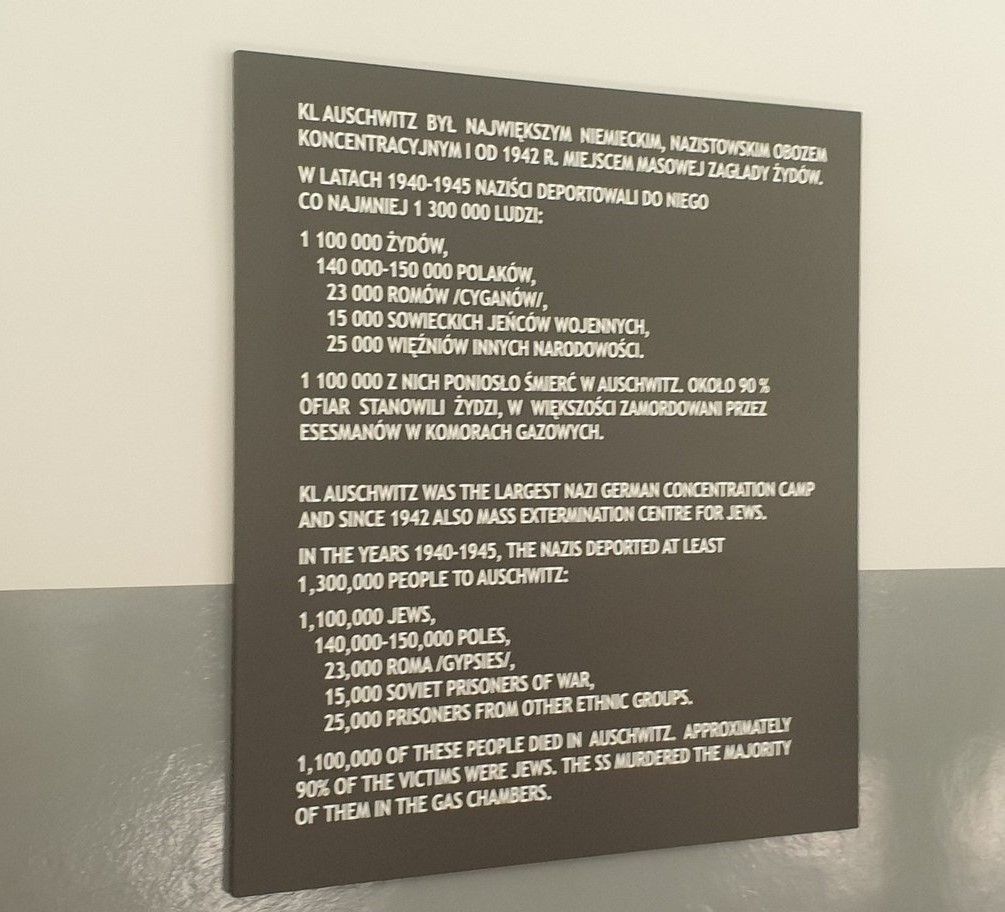 KL AUSCHWITZ BYŁ NAJWIĘKSZYM NIEMIECKIM, NAZISTOWSKIM OBOZEM
KONCENTRACYJNYM I OD 1942 R. MIEJSCEM MASOWEJ ZAGŁADY ŻYDÓW.
W LATACH 1940-1945 NAZIŚCI DEPORTOWALI DO NIEGO
CO NAJMNIEJ 1 300 000 LUDZI:
1 100 000 ŻYDÓW,
140 000-150 000 POLAKÓW,
23 000 ROMÓW /CYGANÓW/,
15 000 SOWIECKICH JEŃCÓW WOJENNYCH,
25 000 WIĘŹNIÓW INNYCH NARODOWOŚCI.
1 100 000 Z NICH PONIOSŁO ŚMIERĆ W AUSCHWITZ. OKOŁO 90 %
OFIAR STANOWILI ŻYDZI, W WIĘKSZOŚCI ZAMORDOWANI PRZEZ
ESESMANÓW W KOMORACH GAZOWYCH.
KL AUSCHWITZ WAS THE LARGEST NAZI GERMAN CONCENTRATION CAMP
AND SINCE 1942 ALSO MASS EXTERMINATION CENTRE FOR JEWS.
IN THE YEARS 1940-1945, THE NAZIS DEPORTED AT LEAST
1,300,000 PEOPLE TO AUSCHWITZ:
1,100,000 JEWS,
140,000-150,000 POLES,
23,000 ROMA /GYPSIES/,
15,000 SOVIET PRISONERS OF WAR,
25,000 PRISONERS FROM OTHER ETHNIC GROUPS.
1,100,000 OF THESE PEOPLE DIED IN AUSCHWITZ. APPROXIMATELY
90% OF THE VICTIMS WERE JEWS. THE SS MURDERED THE MAJORITY
OF THEM IN THE GAS CHAMBERS.